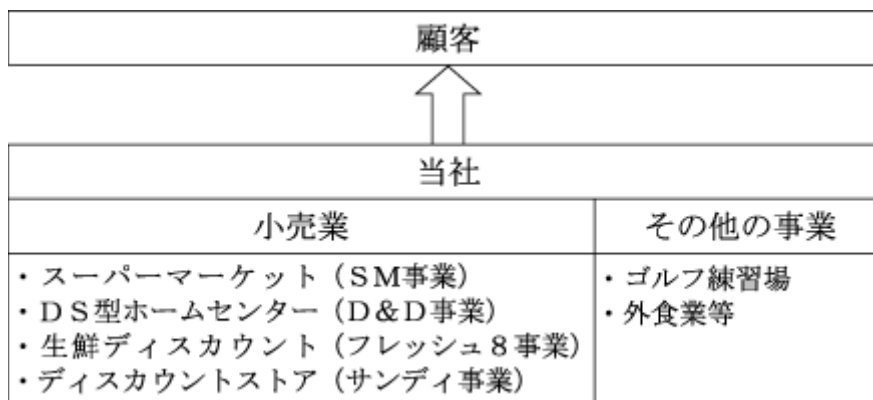 顧客
当社
小売業
その他の事業
・スーパーマーケット（ＳＭ事業）
・ＤＳ型ホームセンター（Ｄ＆Ｄ事業）
・生鮮ディスカウント（フレッシュ８事業）
・ディスカウントストア（サンディ事業）
・ゴルフ練習場
・外食業等